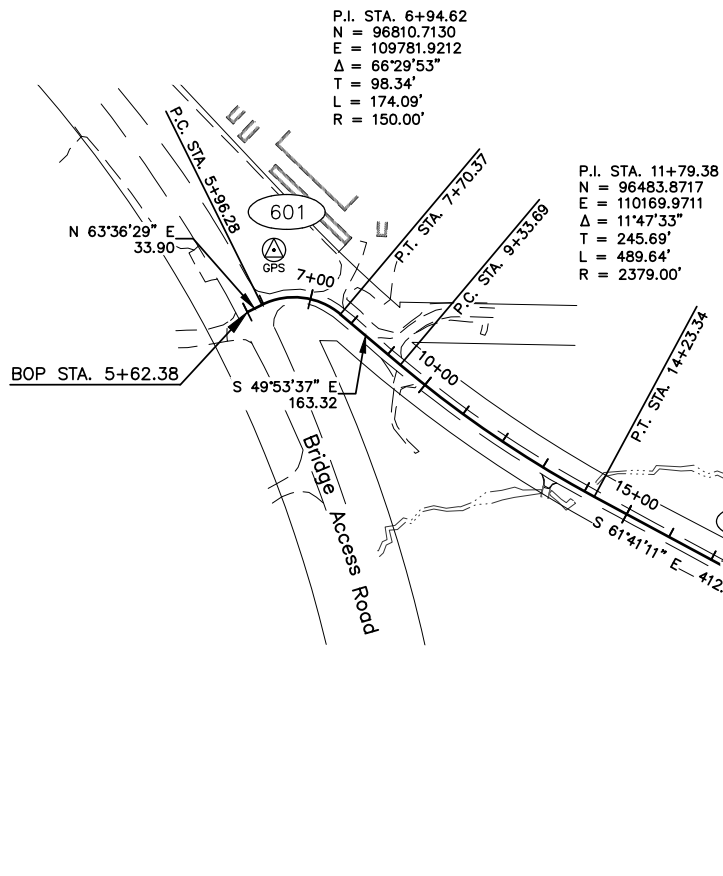 P.I. STA. 6+94.62
N = 96810.7130
E = 109781.9212
Δ = 66°29'53"
T = 98.34'
L = 174.09'
R = 150.00'
P.I. STA. 11+79.38
N = 96483.8717
E = 110169.9711
Δ = 11°47'33"
T = 245.69'
L = 489.64'
R = 2379.00'
P.C. STA. 5+96.28
601
GPS
N 63°36'29" E
33.90
7+00
P.T. STA. 7+70.37
P.C. STA. 9+33.69
BOP STA. 5+62.38
S 49°53'37" E
163.32
10+00
P.T. STA. 14+23.34
15+00
S 61°41'11" E 412.
Bridge Access Road